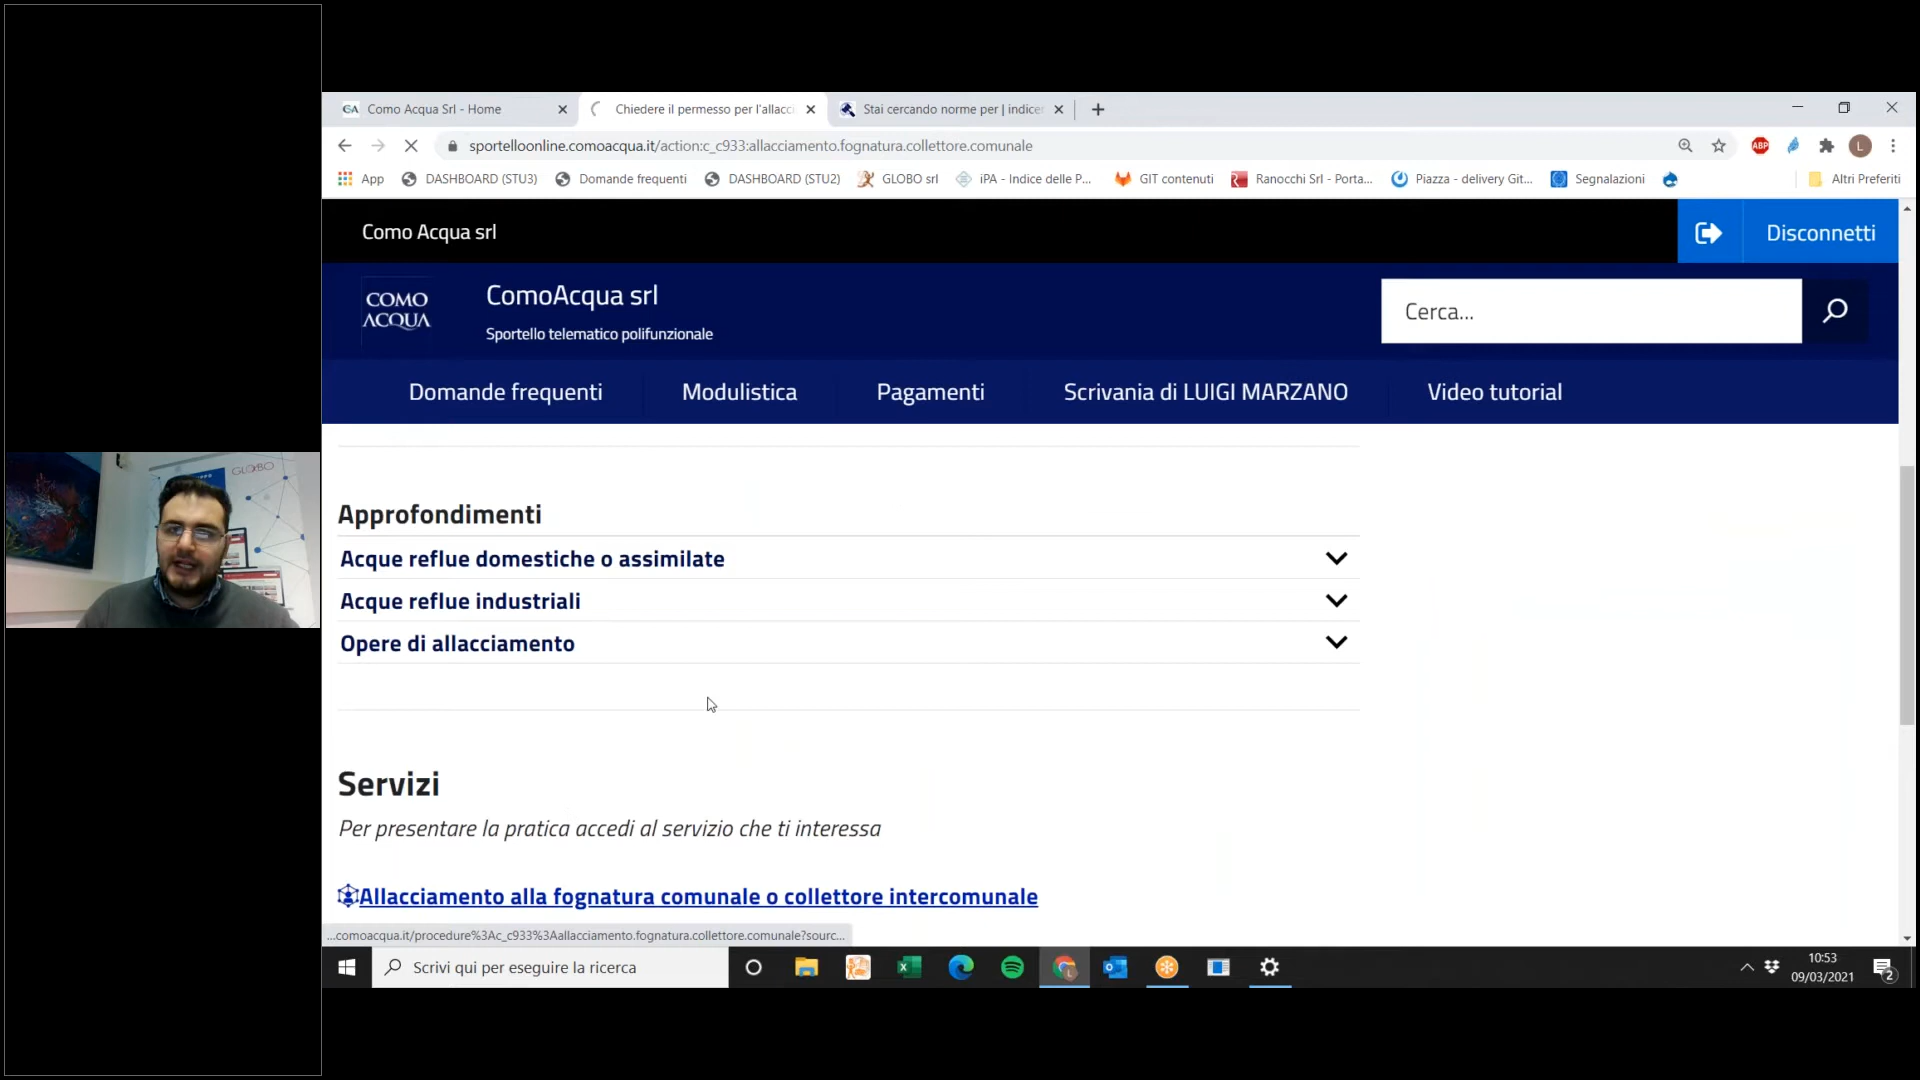 Como Acqua Srl - Home
Chiedere il permesso per l'allacci
Stai cercando norme per | indicer
sportelloonline.comoacqua.it/action:c_c933:allacciamento.fognatura.collettore.comunale
ABP
L
App
DASHBOARD (STU3)
Domande frequenti
DASHBOARD (STU2)
GLOBO srl
iPA - Indice delle P...
GIT contenuti
Ranocchi Srl - Porta...
Piazza - delivery Git...
Segnalazioni
Altri Preferiti
Como Acqua srl
Disconnetti
COMO
ACQUA
ComoAcqua srl
Sportello telematico polifunzionale
Cerca...
Domande frequenti
Modulistica
Pagamenti
Scrivania di LUIGI MARZANO
Video tutorial
GLOBO
Approfondimenti
Acque reflue domestiche o assimilate
Acque reflue industriali
Opere di allacciamento
Servizi
Per presentare la pratica accedi al servizio che ti interessa
Allacciamento alla fognatura comunale o collettore intercomunale
...comoacqua.it/procedure%3Ac_c933%3Aallacciamento.fognatura.collettore.comunale?sourc...
Scrivi qui per eseguire la ricerca
10:53
09/03/2021
2